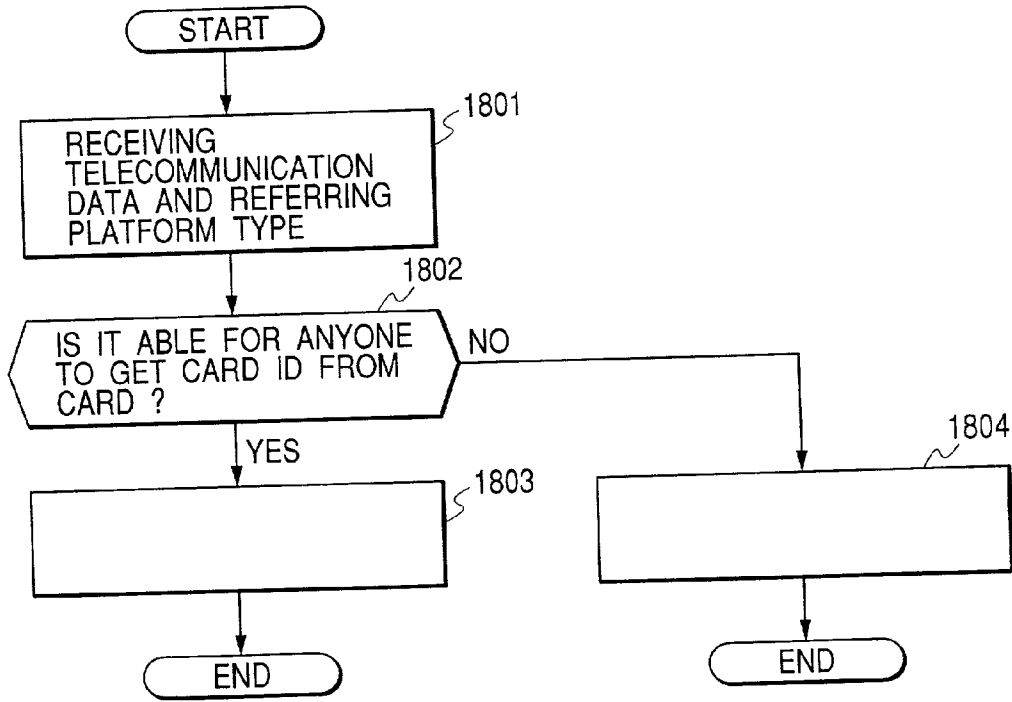 START
1801
RECEIVING
TELECOMMUNICATION
DATA AND REFERRING
PLATFORM TYPE
1802
IS IT ABLE FOR ANYONE
TO GET CARD ID FROM
CARD ?
NO
YES
1803
1804
END
END